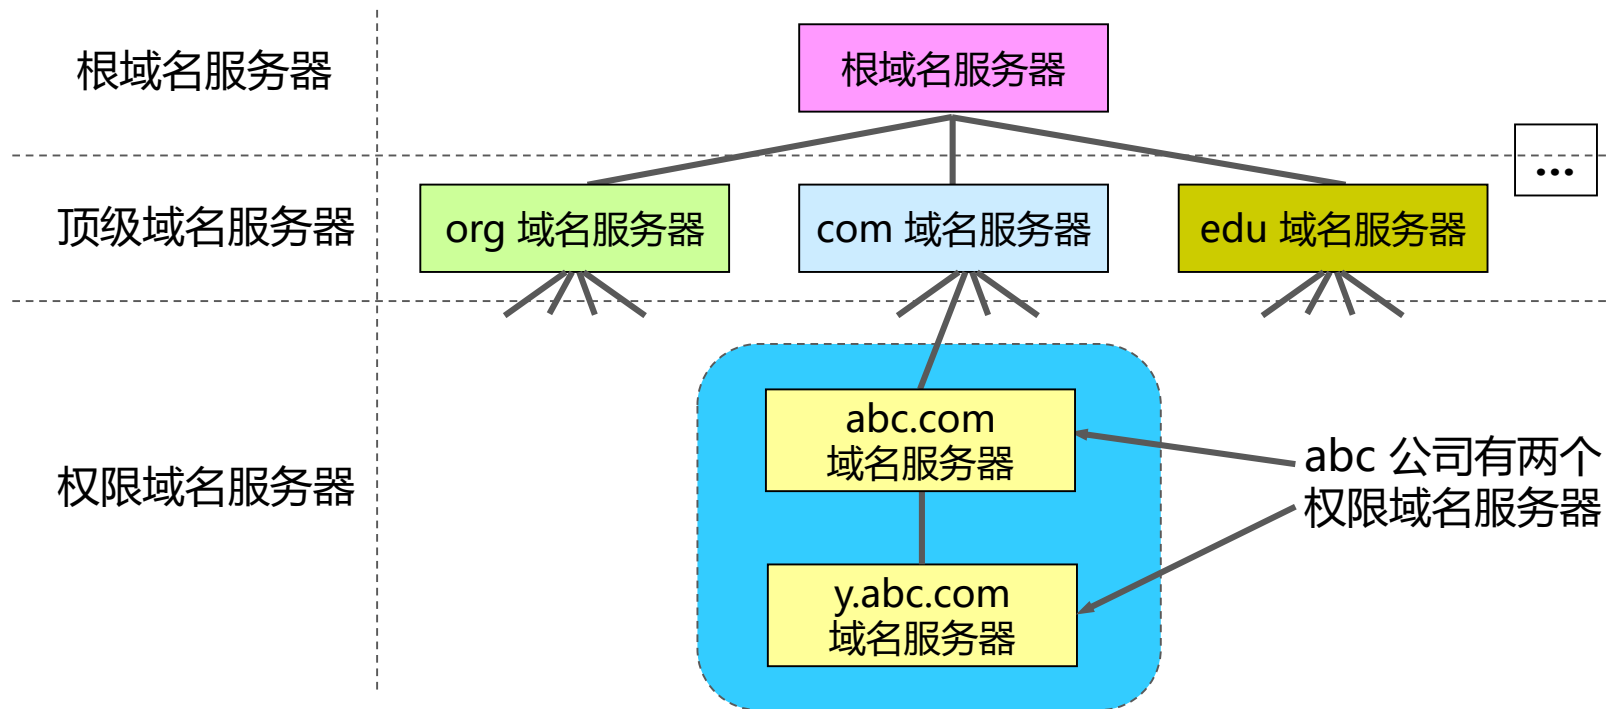 根域名服务器
根域名服务器
...
顶级域名服务器
org 域名服务器
com 域名服务器
edu 域名服务器
abc.com
域名服务器
权限域名服务器
abc 公司有两个
权限域名服务器
y.abc.com
域名服务器